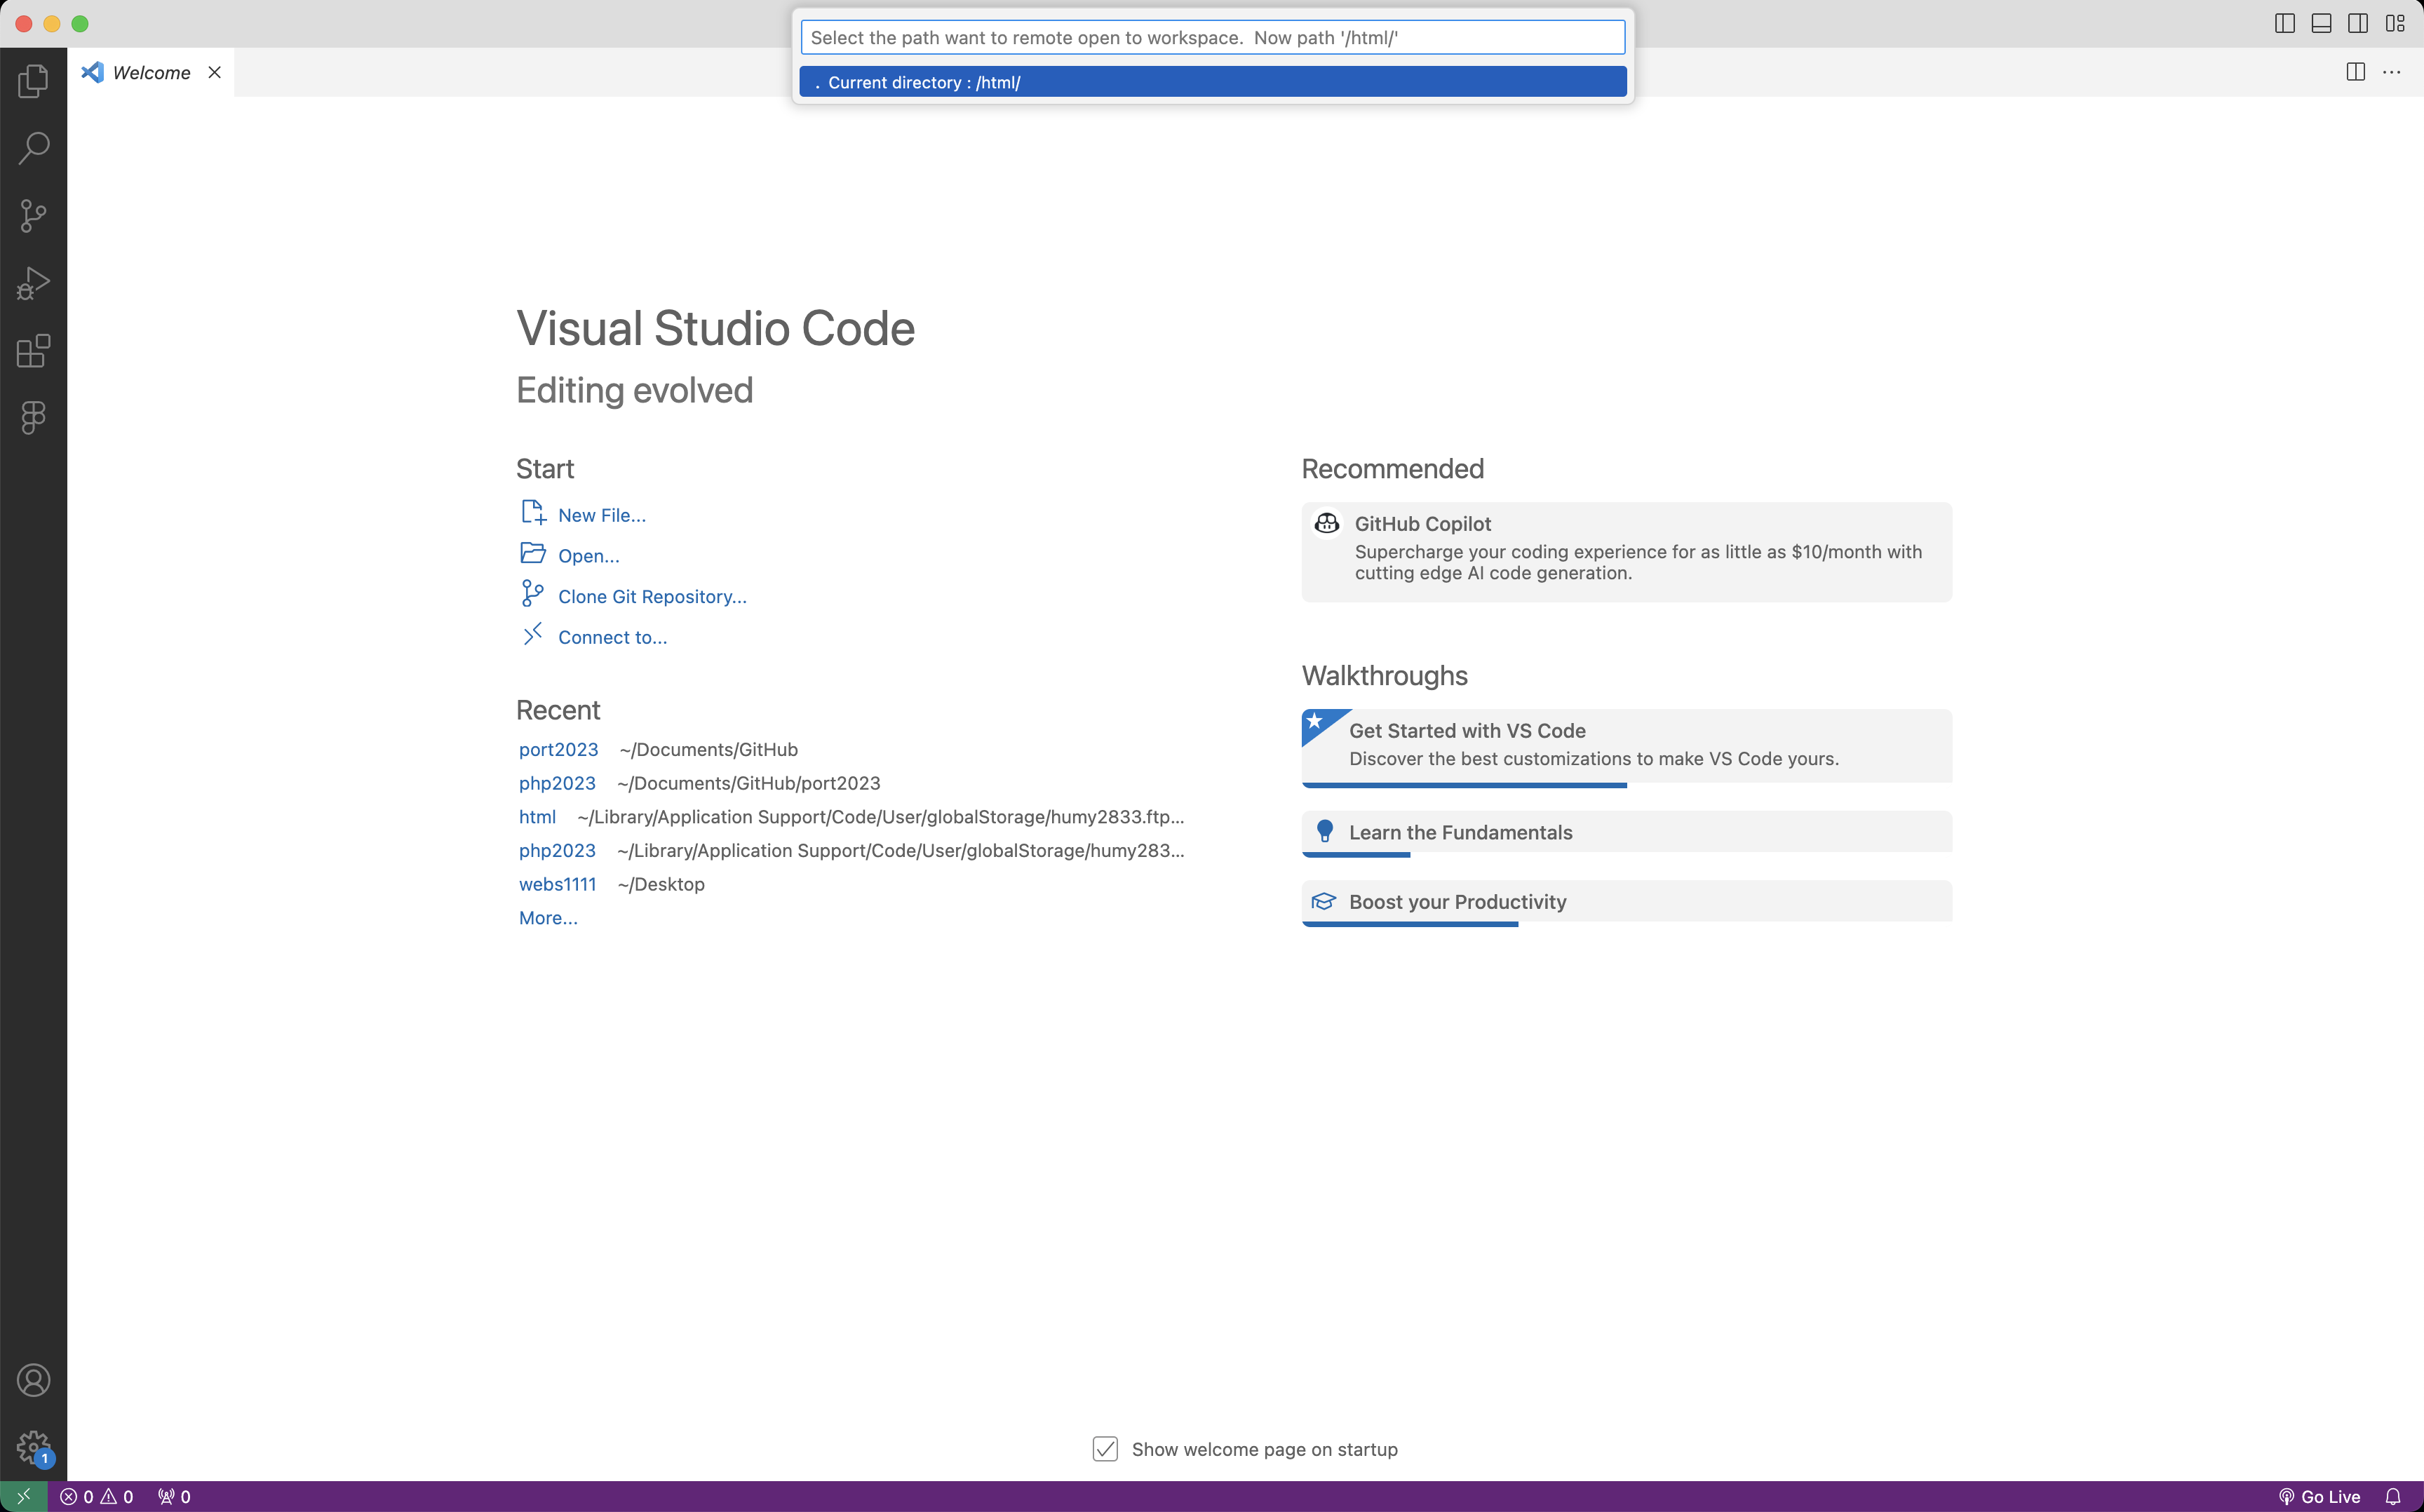 Select the path want to remote open to workspace.  Now path '/html/'
. Current directory : /html/
Welcome
Visual Studio Code
Editing evolved
Start
New File...
Open...
Clone Git Repository...
Connect to...
Recent
port2023 ~/Documents/GitHub
php2023 ~/Documents/GitHub/port2023
html ~/Library/Application Support/Code/User/globalStorage/humy2833.ftp...
php2023 ~/Library/Application Support/Code/User/globalStorage/humy283...
webs1111 ~/Desktop
More...
Recommended
GitHub Copilot
Supercharge your coding experience for as little as $10/month with
cutting edge AI code generation.
Walkthroughs
Get Started with VS Code
Discover the best customizations to make VS Code yours.
Learn the Fundamentals
Boost your Productivity
Show welcome page on startup
1
0 0 0
Go Live